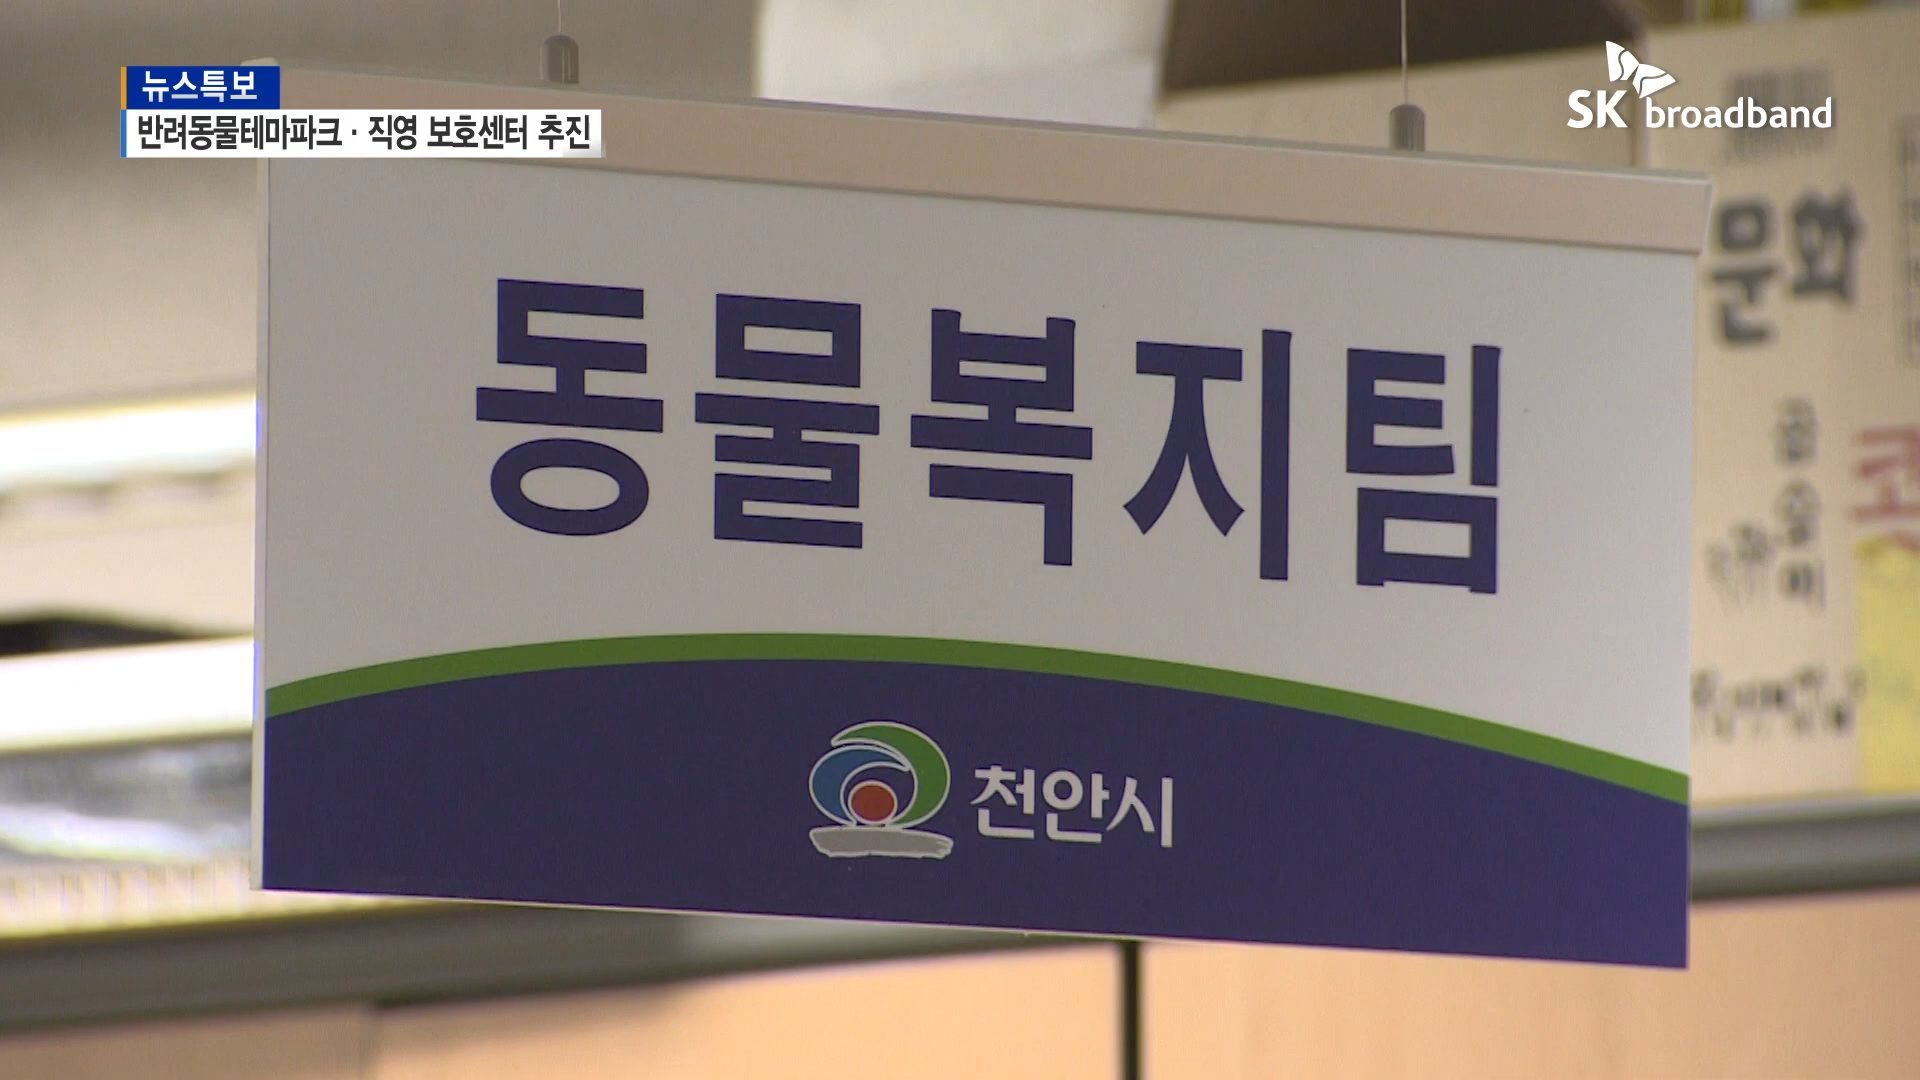 뉴스특보
반려동물테마파크·직영 보호센터 추진
SK broadband
동물복지팀
천안시
문화